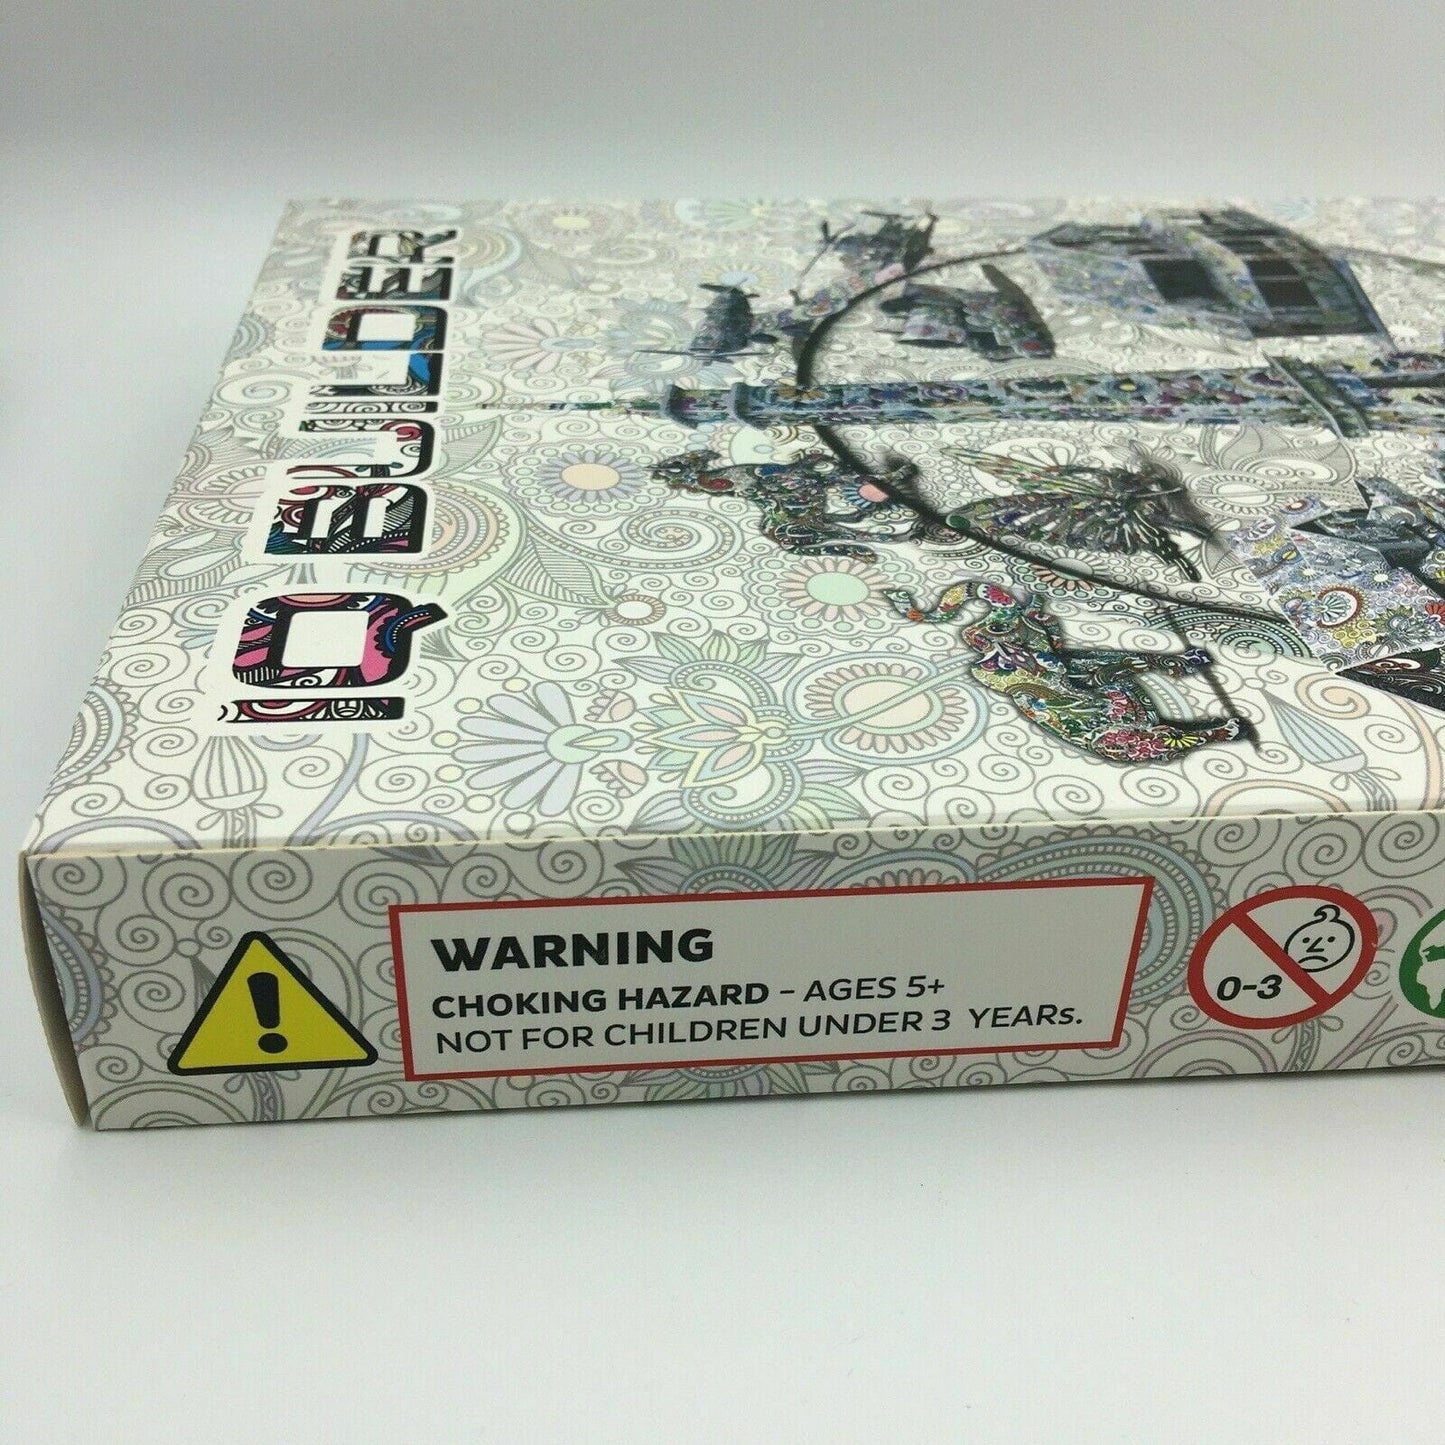 IQ BUILDER
WARNING
CHOKING HAZARD – AGES 5+
NOT FOR CHILDREN UNDER 3 YEARs.
0-3